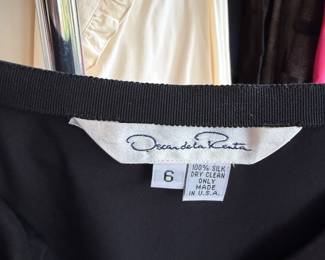 Oscar de la Renta
6
100% SILK
DRY CLEAN
ONLY
MADE
IN U.S.A.